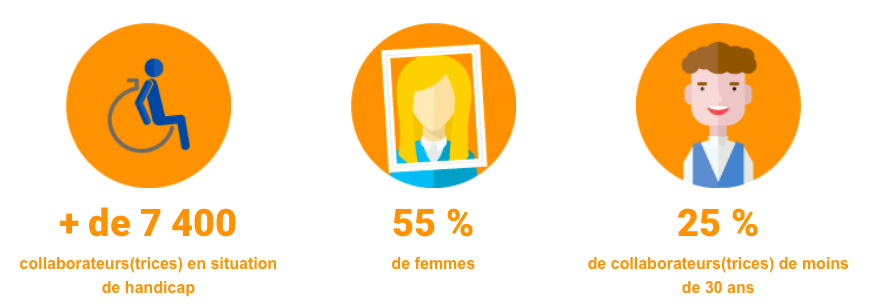 + de 7 400
collaborateurs(trices) en situation
de handicap
55 %
de femmes
25 %
de collaborateurs(trices) de moins
de 30 ans